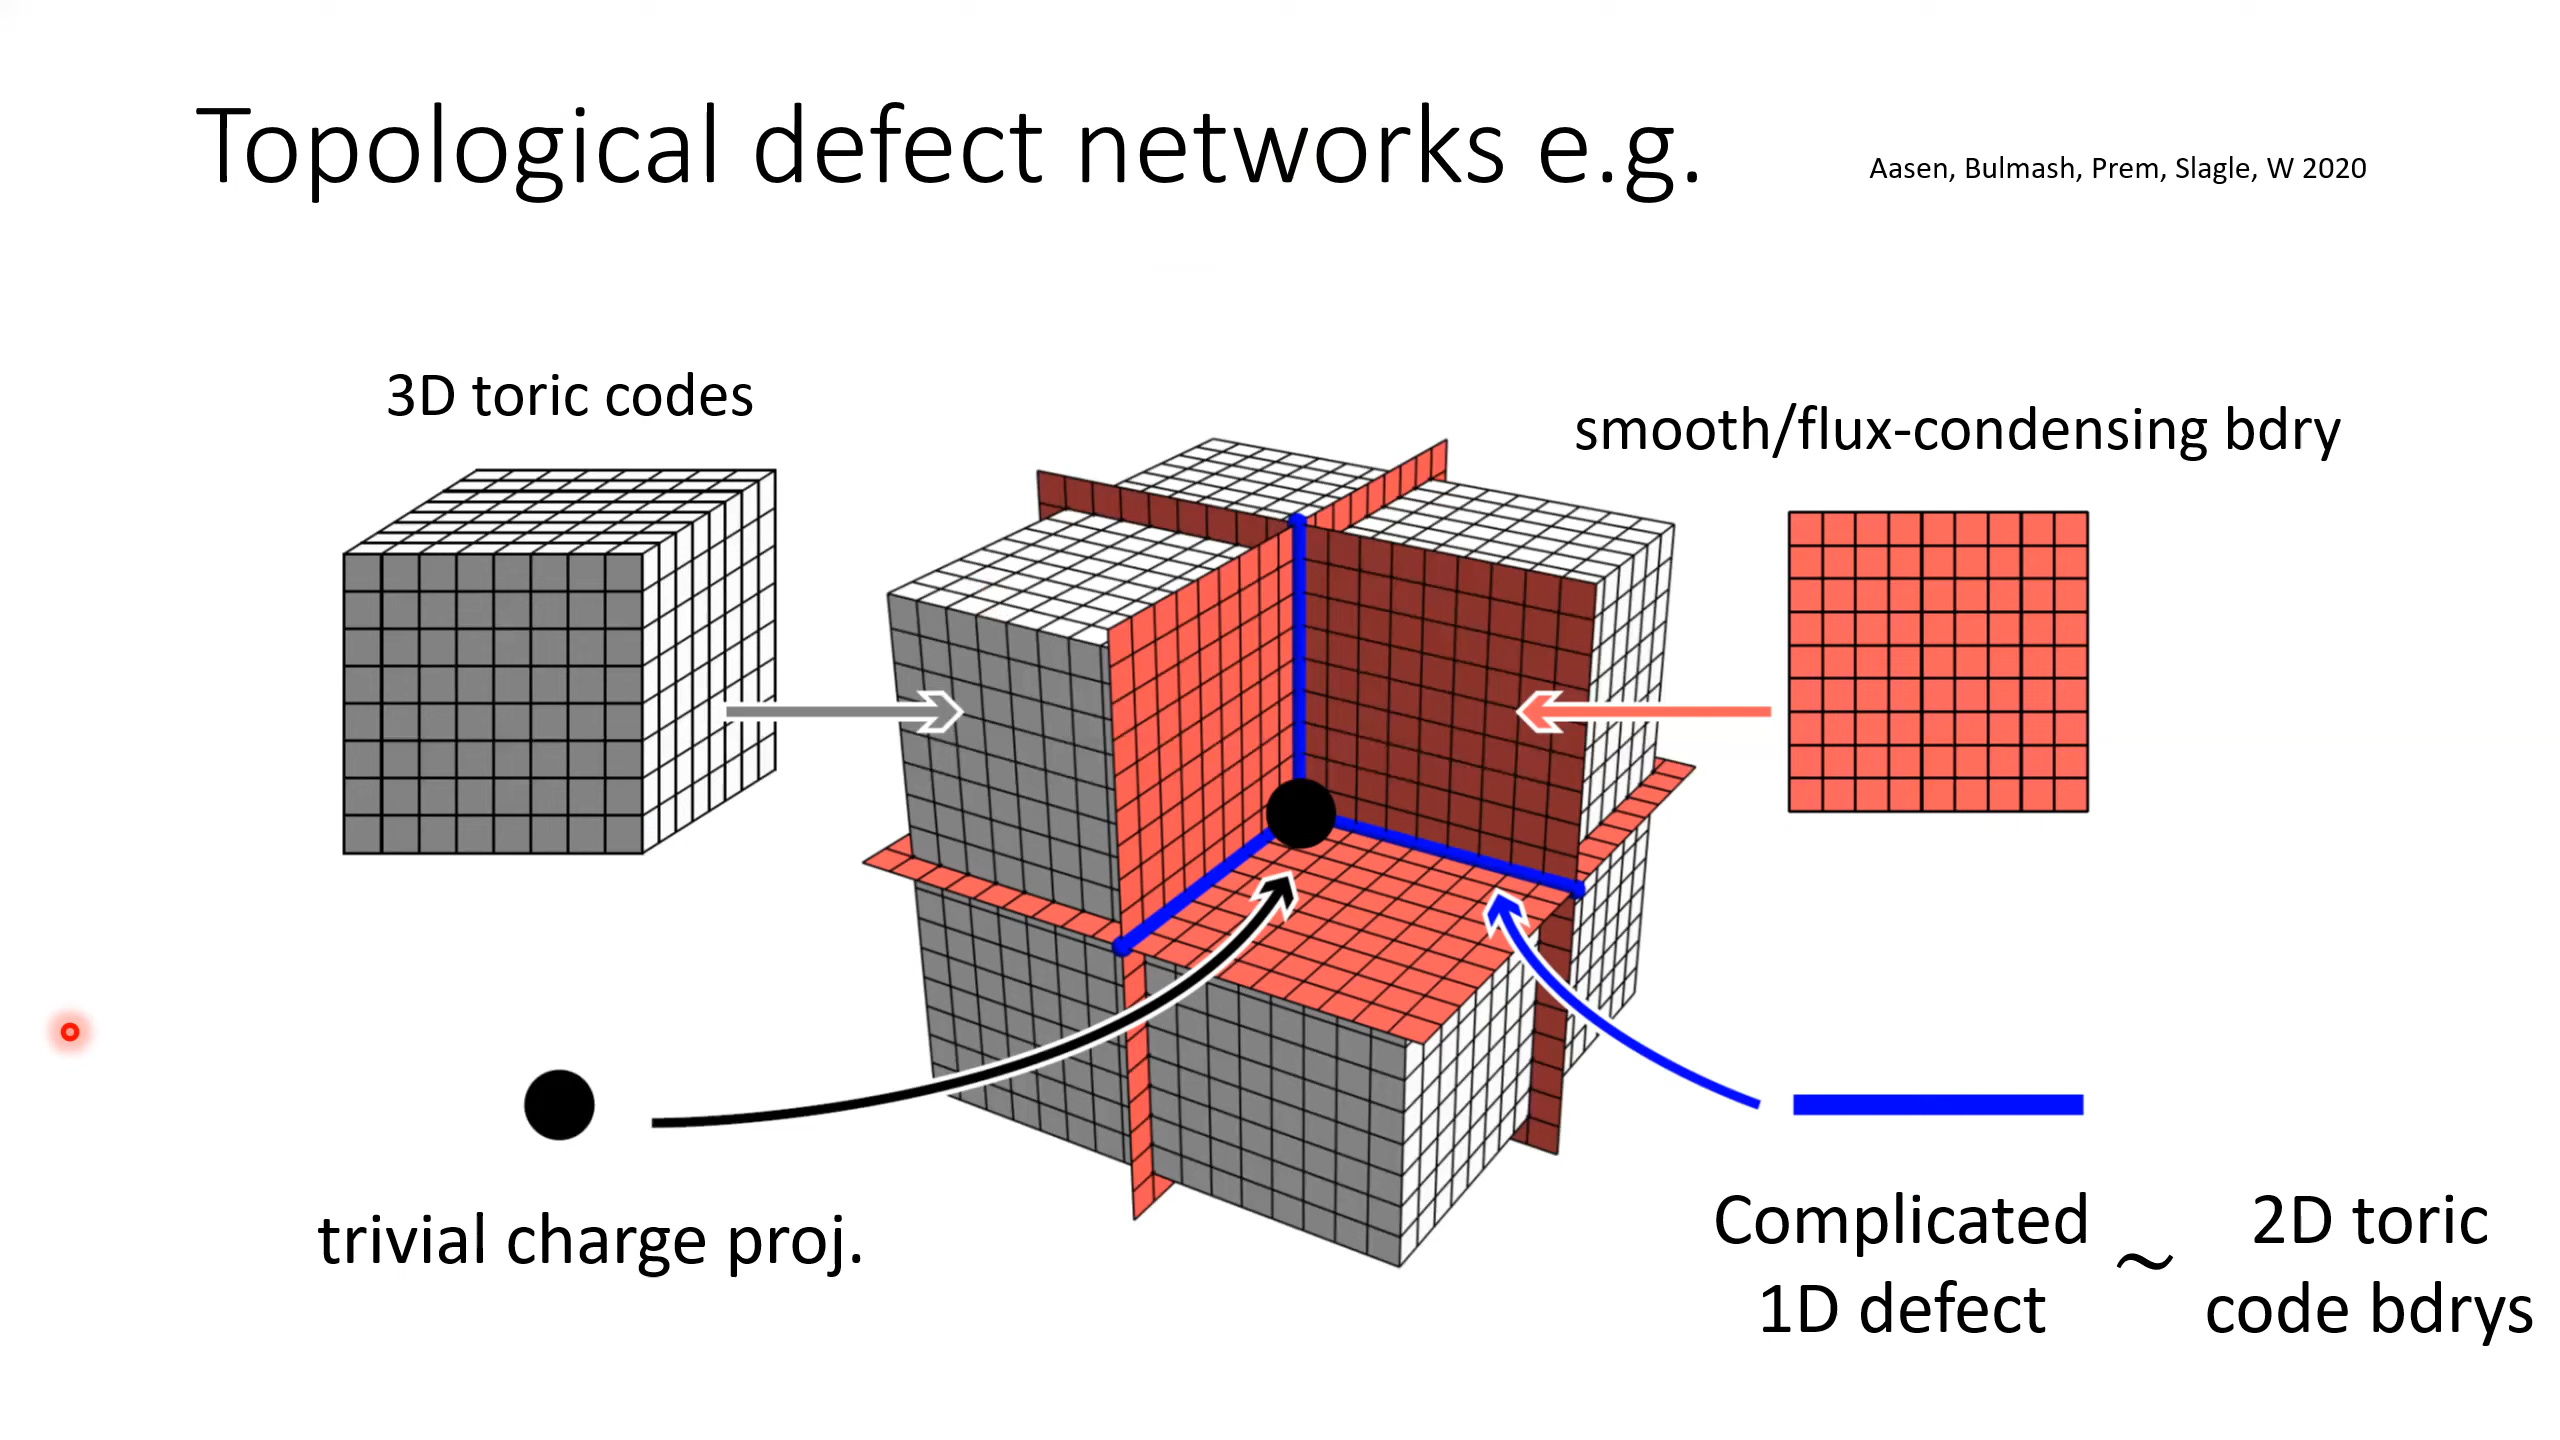 Topological defect networks e.g.
Aasen, Bulmash, Prem, Slagle, W 2020
3D toric codes
smooth/flux-condensing bdry
trivial charge proj.
Complicated
1D defect
~
2D toric
code bdrys